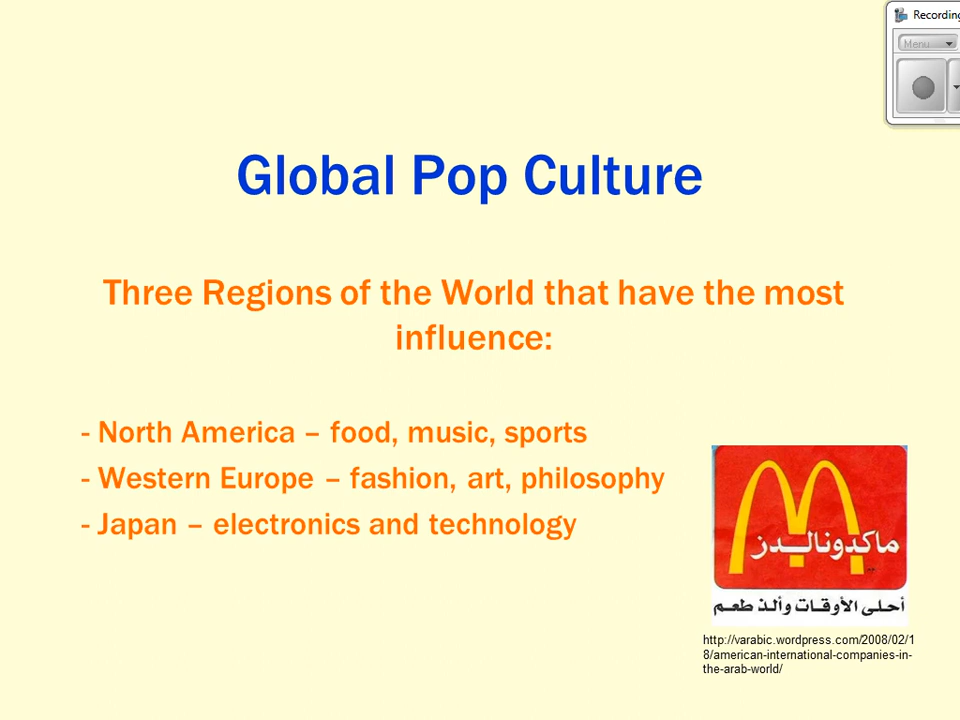 Recording
Menu
Global Pop Culture
Three Regions of the World that have the most
influence:
- North America – food, music, sports
- Western Europe – fashion, art, philosophy
- Japan – electronics and technology
ماكدونالدز
أحلى الأوقات وألذ طعم
http://varabic.wordpress.com/2008/02/1
8/american-international-companies-in-
the-arab-world/